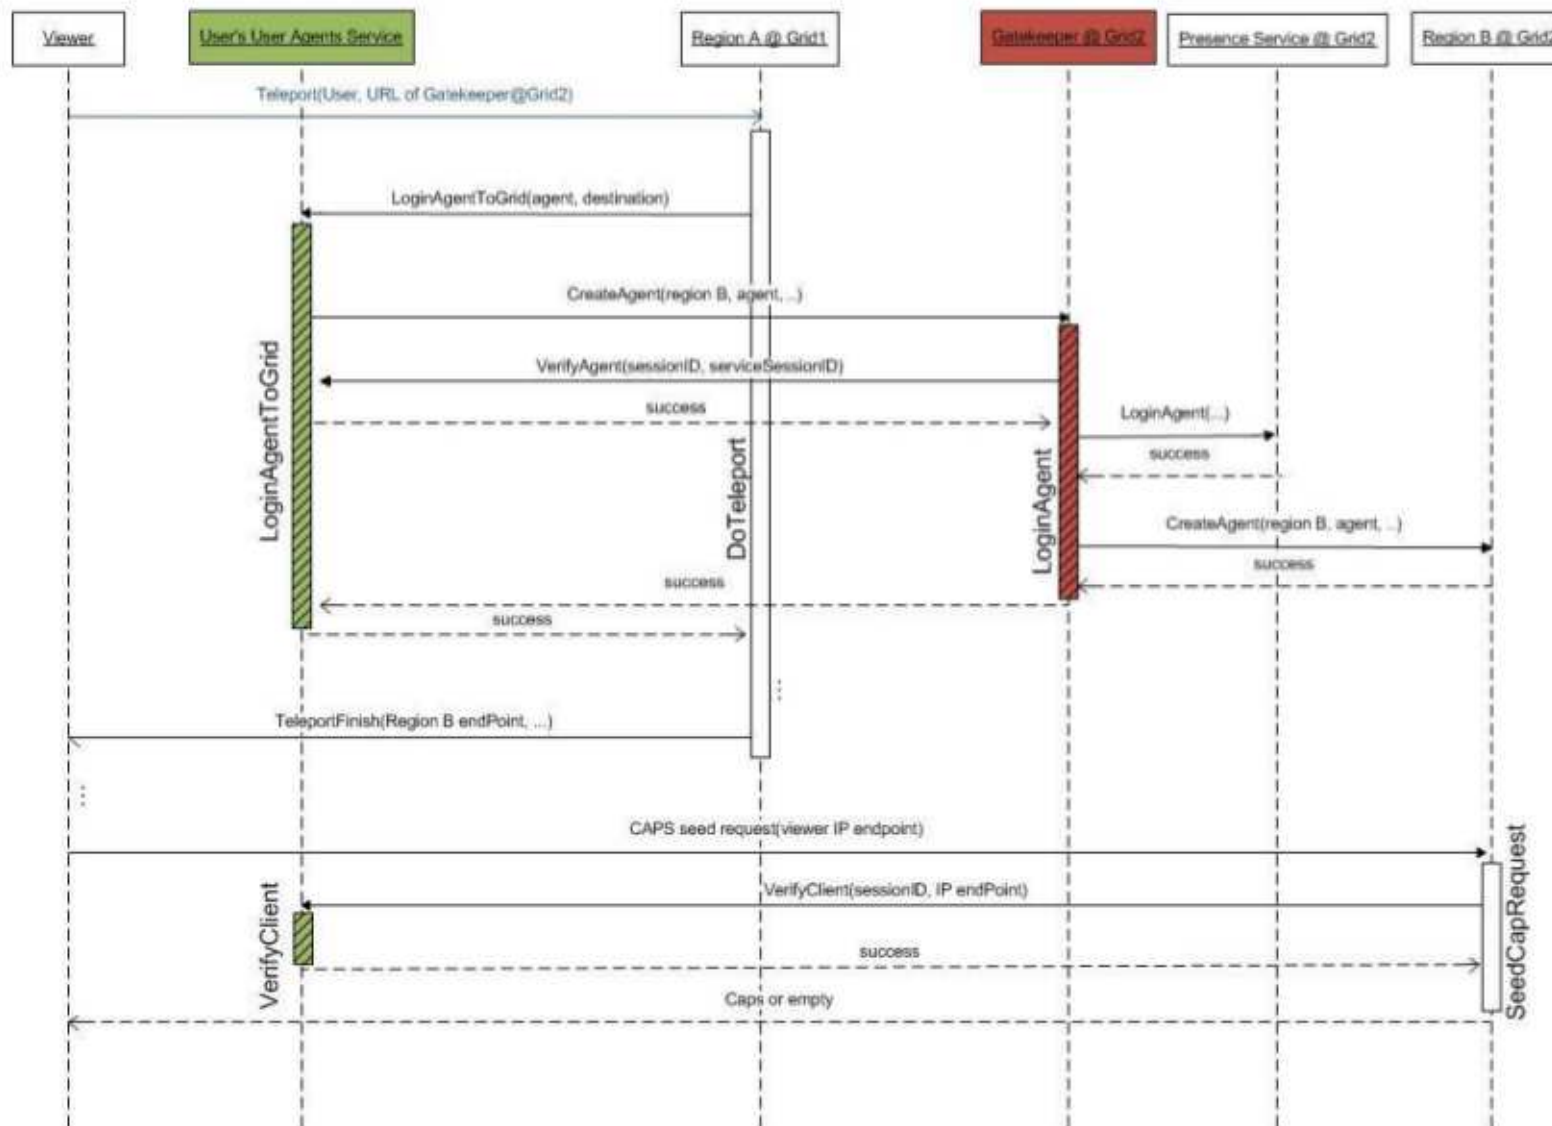 Viewer
User's User Agents Service
Region A @ Grid1
Gatekeeper @ Grid2
Presence Service @ Grid2
Region B @ Grid2
Teleport(User, URL of Gatekeeper@Grid2)
LoginAgentToGrid(agent, destination)
CreateAgent(region B, agent, ..)
VerifyAgent(sessionID, serviceSessionID)
success
LoginAgent(...)
success
CreateAgent(region B, agent, ..)
success
success
success
LoginAgentToGrid
DoTeleport
LoginAgent
...
TeleportFinish(Region B endPoint, ...)
...
CAPS seed request(viewer IP endpoint)
VerifyClient(sessionID, IP endPoint)
success
Caps or empty
VerifyClient
SeedCapRequest